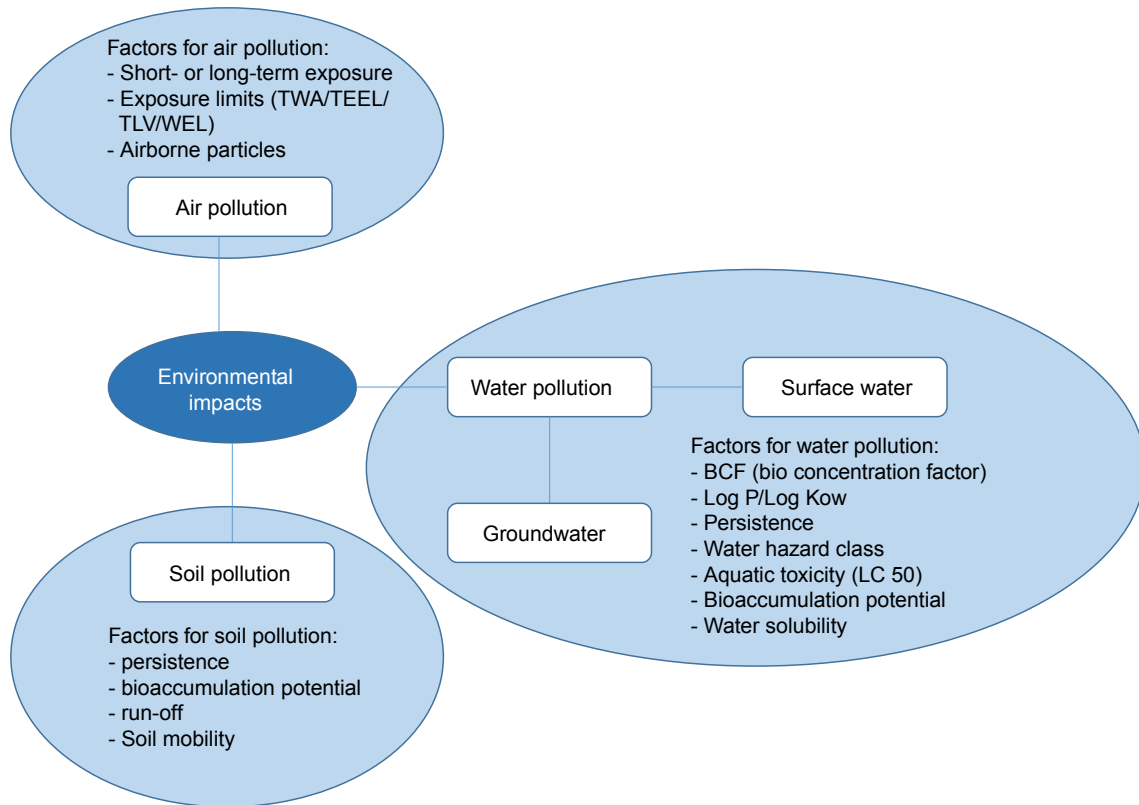 Factors for air pollution:
- Short- or long-term exposure
- Exposure limits (TWA/TEEL/
TLV/WEL)
- Airborne particles
Air pollution
Environmental
impacts
Water pollution
Surface water
Groundwater
Factors for water pollution:
- BCF (bio concentration factor)
- Log P/Log Kow
- Persistence
- Water hazard class
- Aquatic toxicity (LC 50)
- Bioaccumulation potential
- Water solubility
Soil pollution
Factors for soil pollution:
- persistence
- bioaccumulation potential
- run-off
- Soil mobility